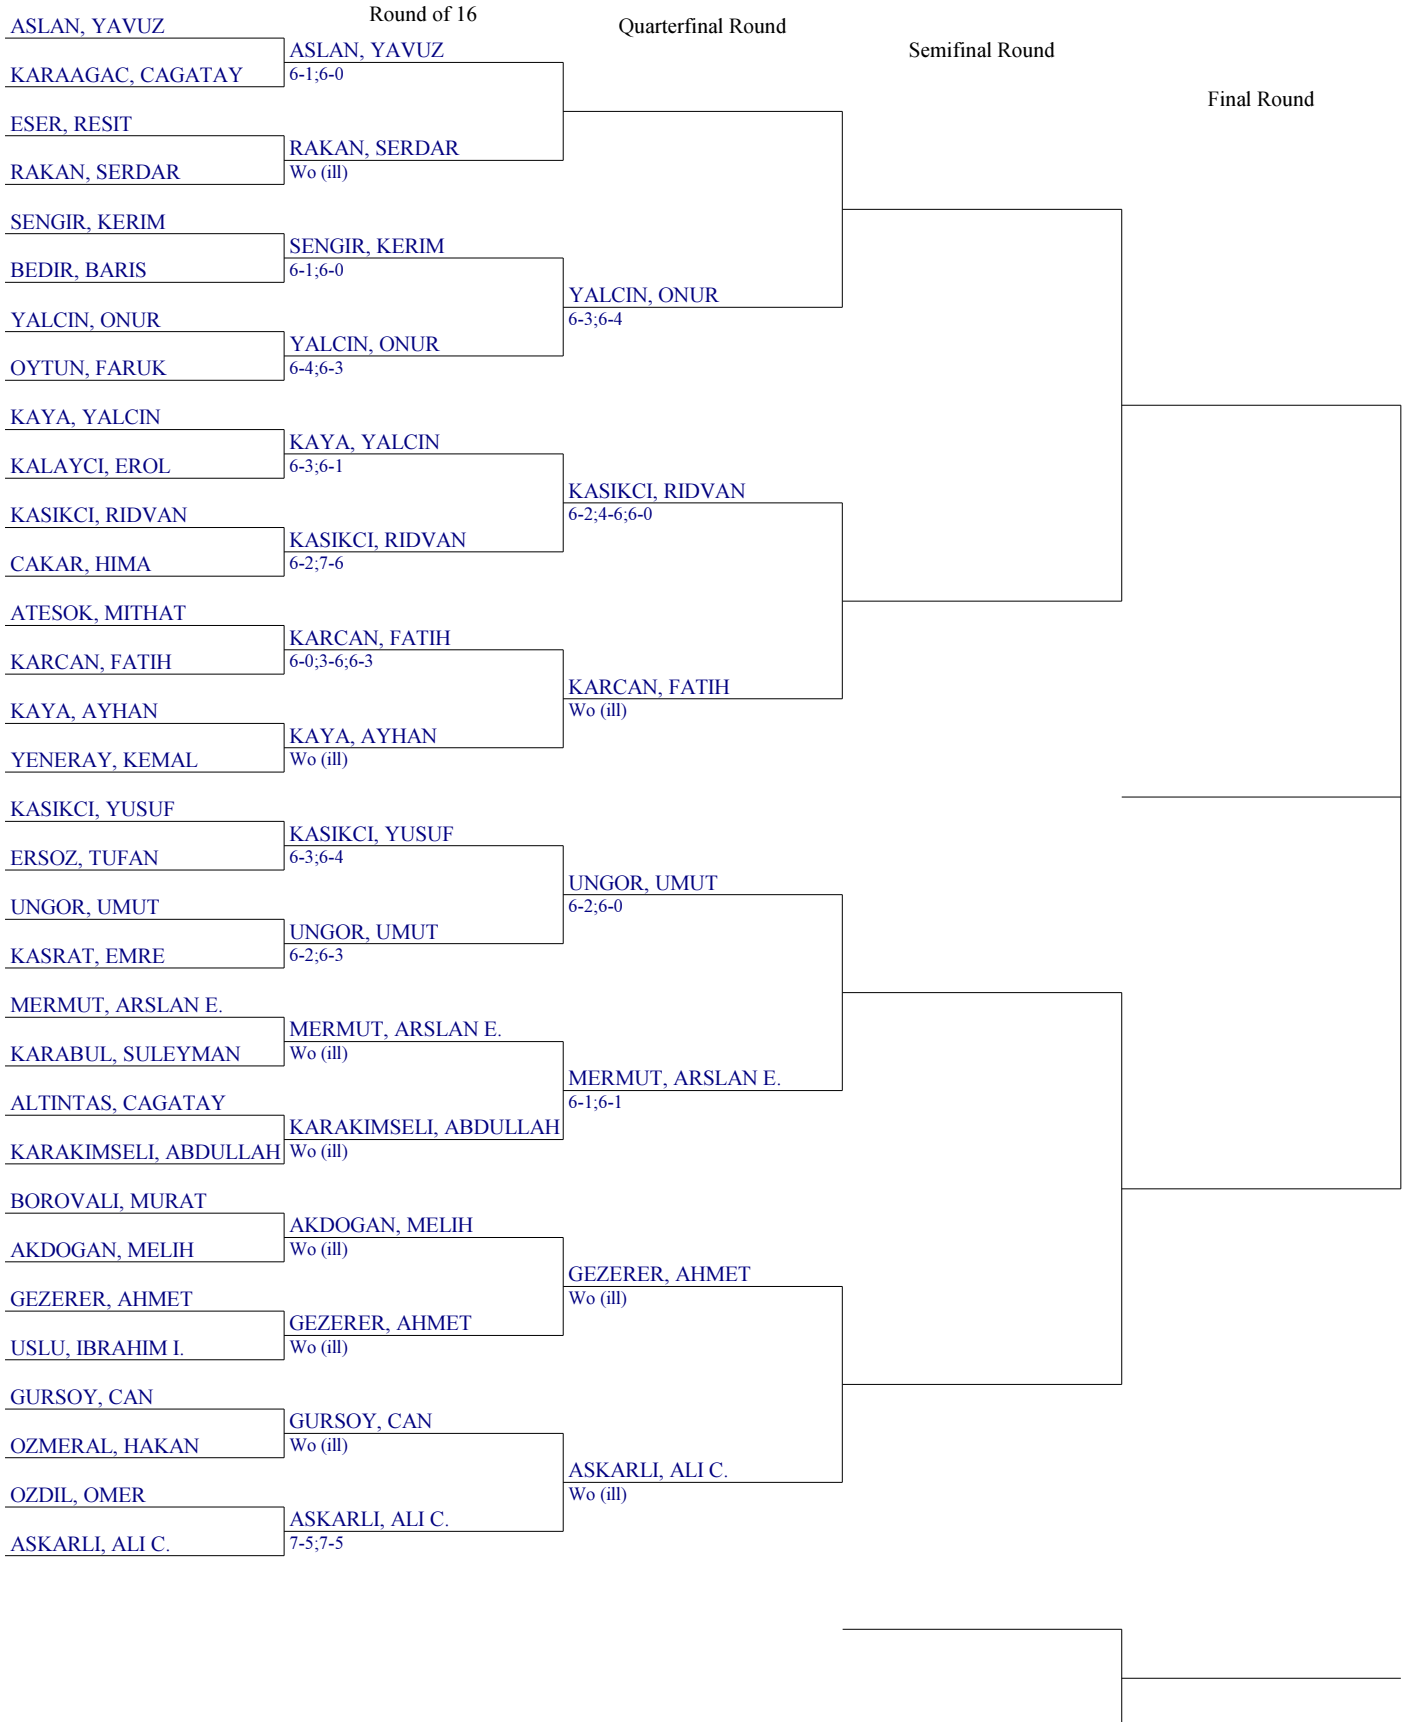 Round of 16
Quarterfinal Round
Semifinal Round
Final Round
ASLAN, YAVUZ
KARAAGAC, CAGATAY
ESER, RESIT
RAKAN, SERDAR
SENGIR, KERIM
BEDIR, BARIS
YALCIN, ONUR
OYTUN, FARUK
KAYA, YALCIN
KALAYCI, EROL
KASIKCI, RIDVAN
CAKAR, HIMA
ATESOK, MITHAT
KARCAN, FATIH
KAYA, AYHAN
YENERAY, KEMAL
KASIKCI, YUSUF
ERSOZ, TUFAN
UNGOR, UMUT
KASRAT, EMRE
MERMUT, ARSLAN E.
KARABUL, SULEYMAN
ALTINTAS, CAGATAY
KARAKIMSELI, ABDULLAH
BOROVALI, MURAT
AKDOGAN, MELIH
GEZERER, AHMET
USLU, IBRAHIM I.
GURSOY, CAN
OZMERAL, HAKAN
OZDIL, OMER
ASKARLI, ALI C.
ASLAN, YAVUZ
6-1;6-0
RAKAN, SERDAR
Wo (ill)
SENGIR, KERIM
6-1;6-0
YALCIN, ONUR
6-4;6-3
KAYA, YALCIN
6-3;6-1
KASIKCI, RIDVAN
6-2;7-6
KARCAN, FATIH
6-0;3-6;6-3
KAYA, AYHAN
Wo (ill)
KASIKCI, YUSUF
6-3;6-4
UNGOR, UMUT
6-2;6-3
MERMUT, ARSLAN E.
Wo (ill)
KARAKIMSELI, ABDULLAH
Wo (ill)
AKDOGAN, MELIH
Wo (ill)
GEZERER, AHMET
Wo (ill)
GURSOY, CAN
Wo (ill)
ASKARLI, ALI C.
7-5;7-5
YALCIN, ONUR
6-3;6-4
KASIKCI, RIDVAN
6-2;4-6;6-0
KARCAN, FATIH
Wo (ill)
UNGOR, UMUT
6-2;6-0
MERMUT, ARSLAN E.
6-1;6-1
GEZERER, AHMET
Wo (ill)
ASKARLI, ALI C.
Wo (ill)